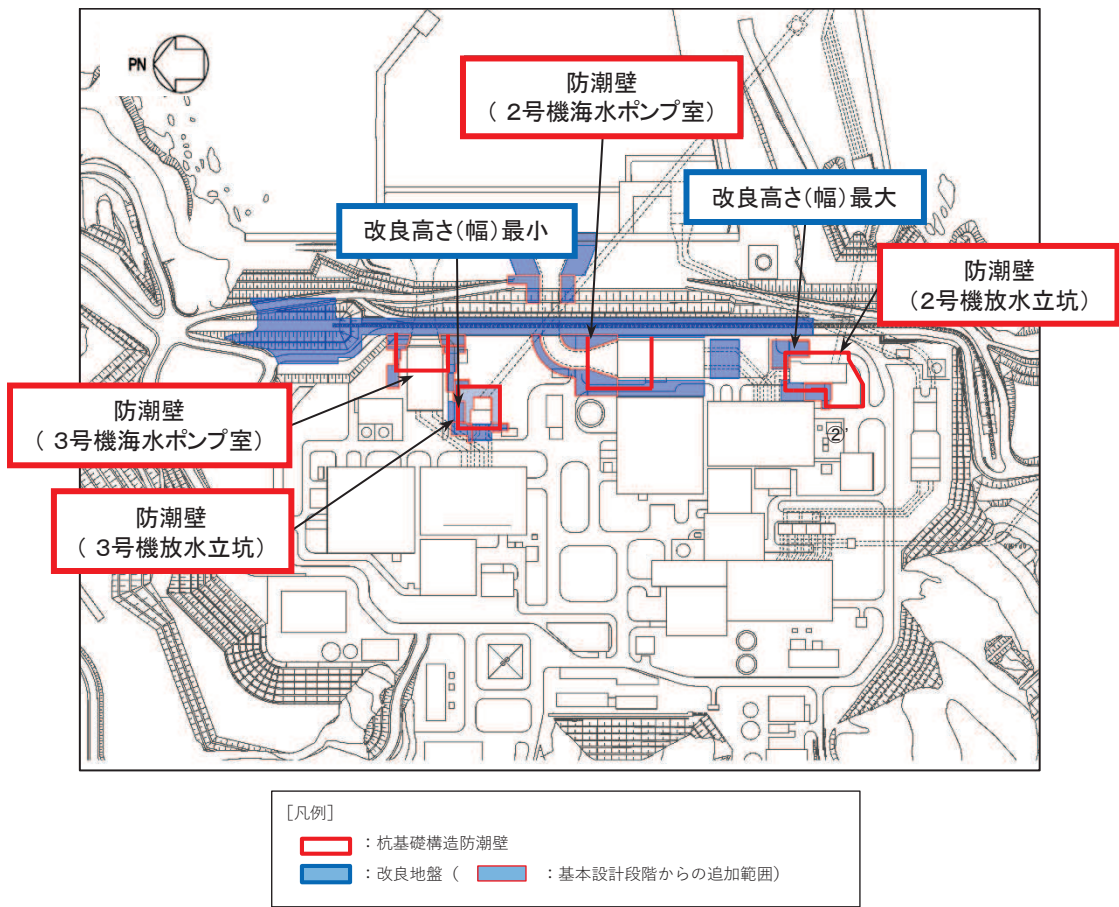 PN
防潮壁
（ 2号機海水ポンプ室）
改良高さ(幅)最大
改良高さ(幅)最小
防潮壁
（2号機放水立坑）
防潮壁
（ 3号機海水ポンプ室）
②’
防潮壁
（ 3号機放水立坑）
［凡例］
：杭基礎構造防潮壁
：改良地盤（ ：基本設計段階からの追加範囲）